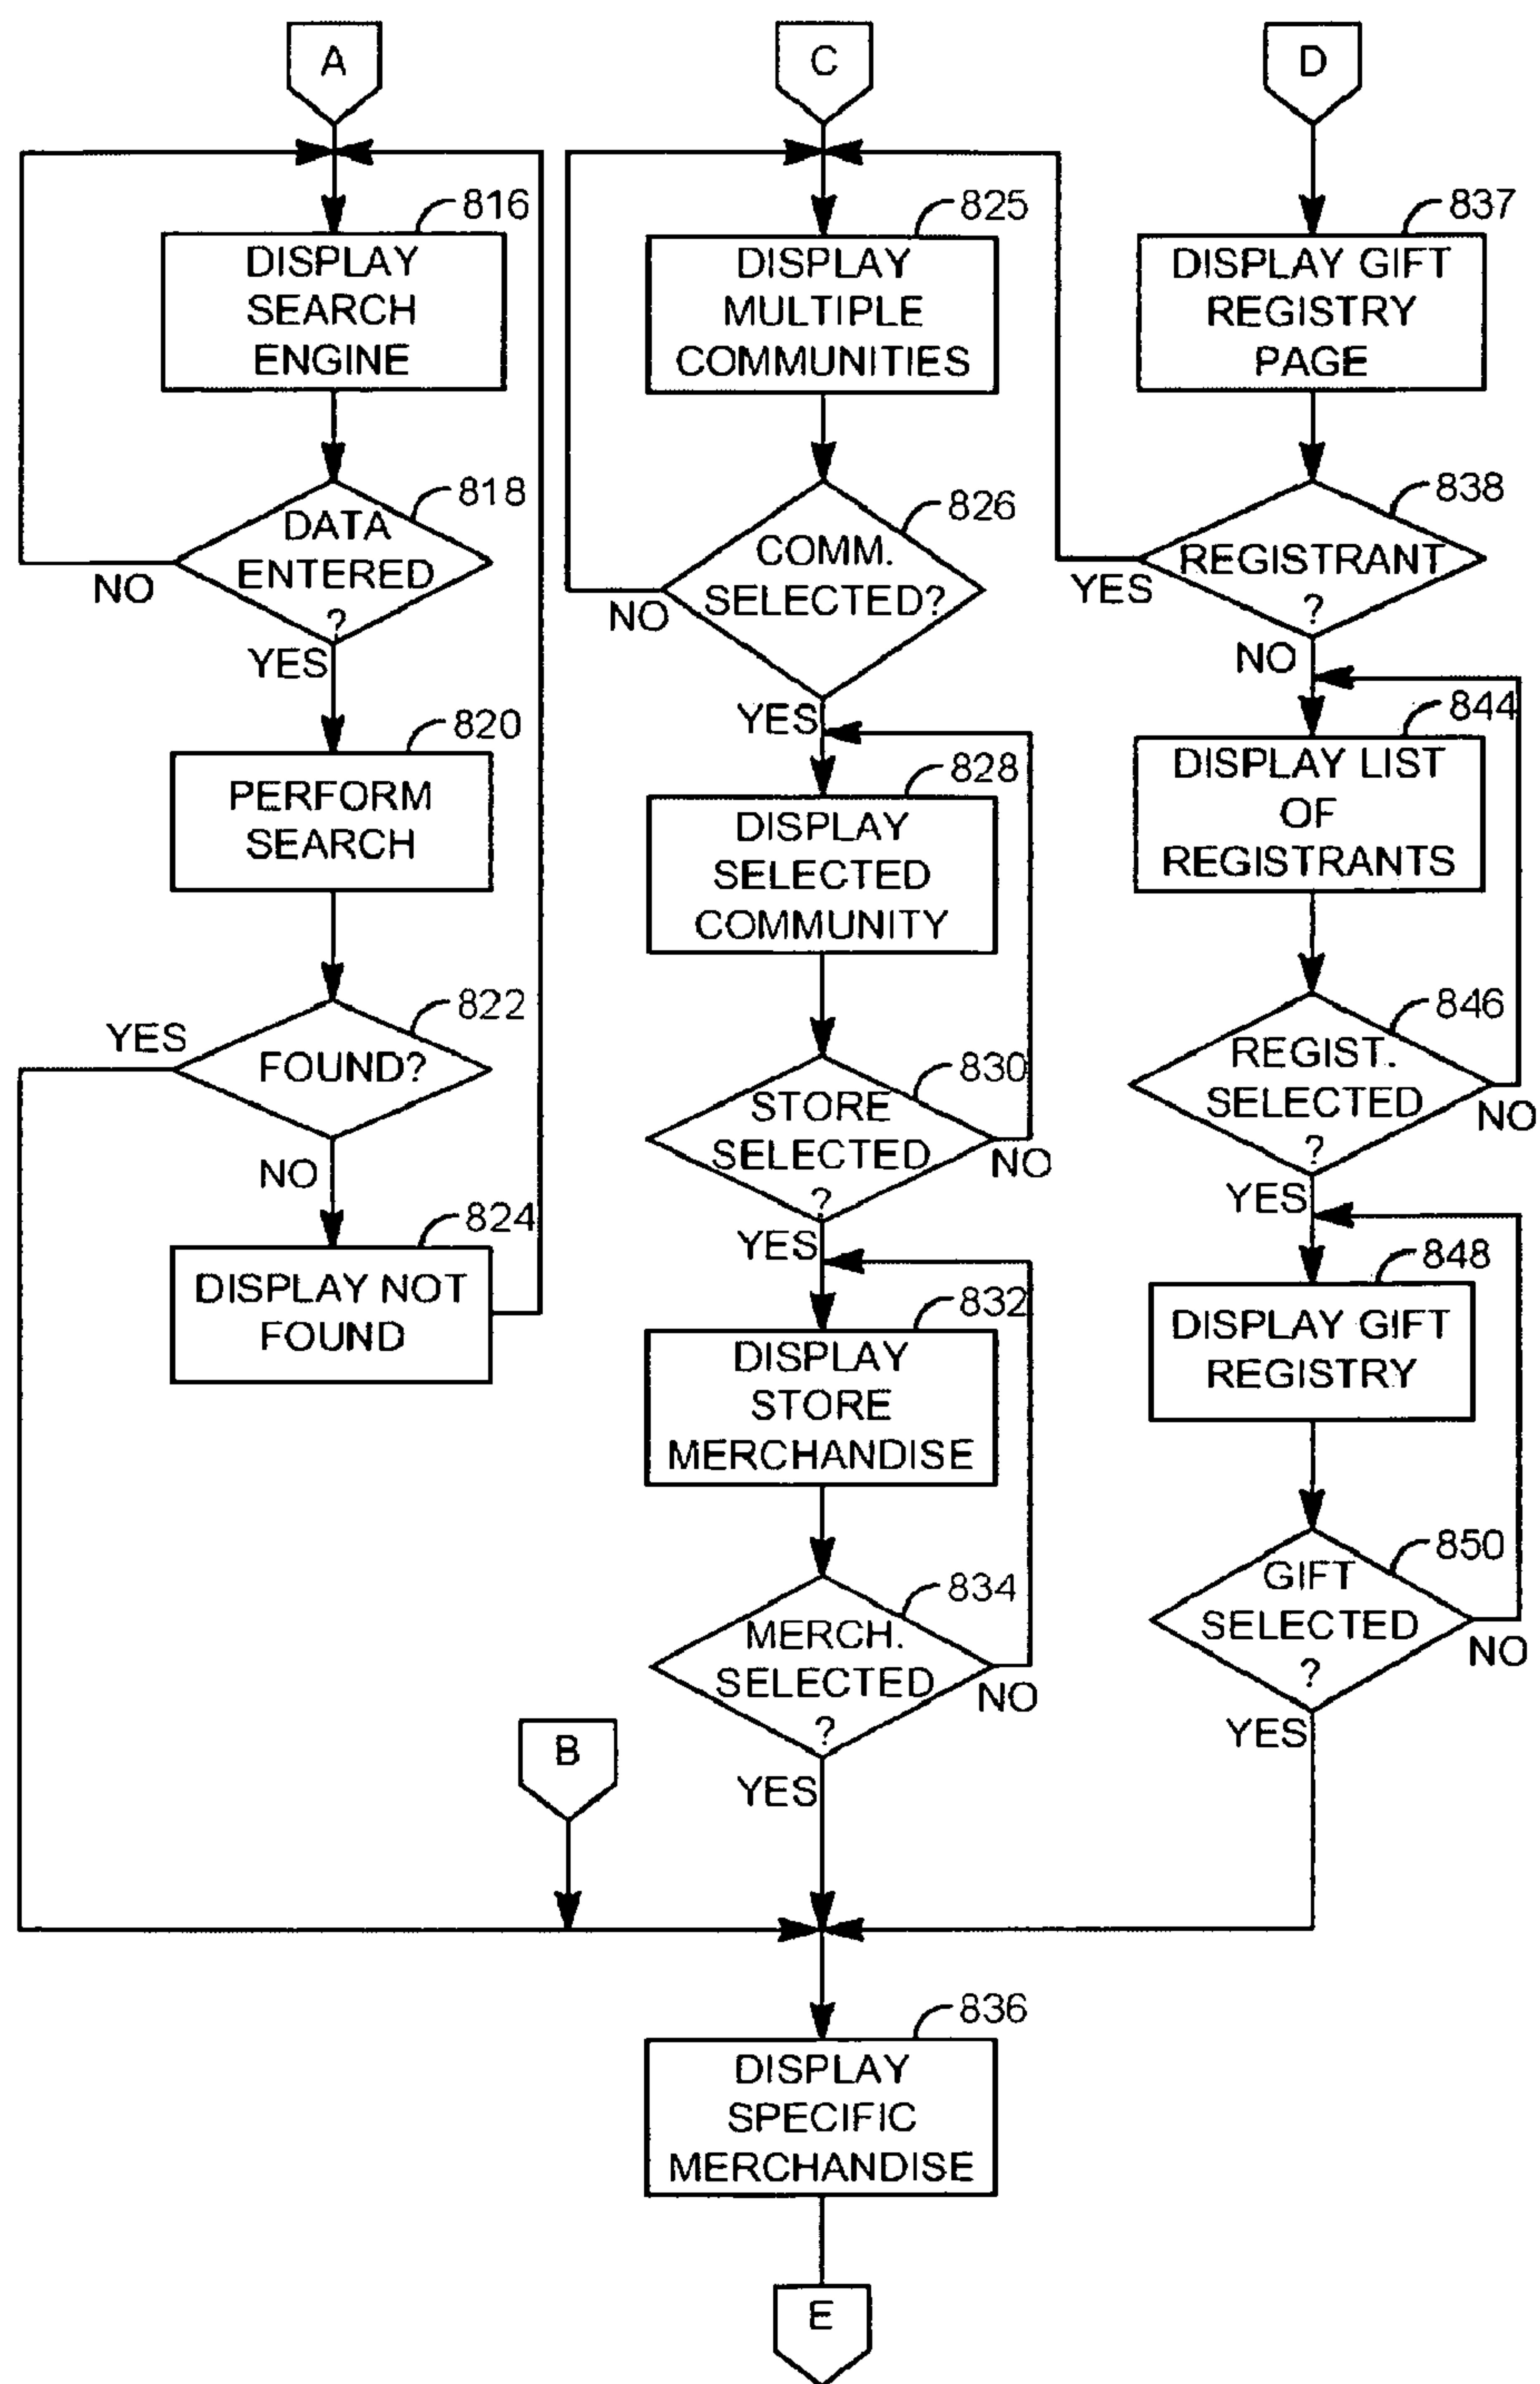 A
816
DISPLAY
SEARCH
ENGINE
818
DATA
ENTERED
?
NO
YES
820
PERFORM
SEARCH
822
YES
FOUND?
NO
824
DISPLAY NOT
FOUND
B
C
825
DISPLAY
MULTIPLE
COMMUNITIES
826
COMM.
SELECTED?
NO
YES
828
DISPLAY
SELECTED
COMMUNITY
830
STORE
SELECTED
?
NO
YES
832
DISPLAY
STORE
MERCHANDISE
834
MERCH.
SELECTED
?
NO
YES
D
837
DISPLAY GIFT
REGISTRY
PAGE
838
REGISTRANT
?
YES
NO
844
DISPLAY LIST
OF
REGISTRANTS
846
REGIST.
SELECTED
?
NO
YES
848
DISPLAY GIFT
REGISTRY
850
GIFT
SELECTED
?
NO
YES
836
DISPLAY
SPECIFIC
MERCHANDISE
E